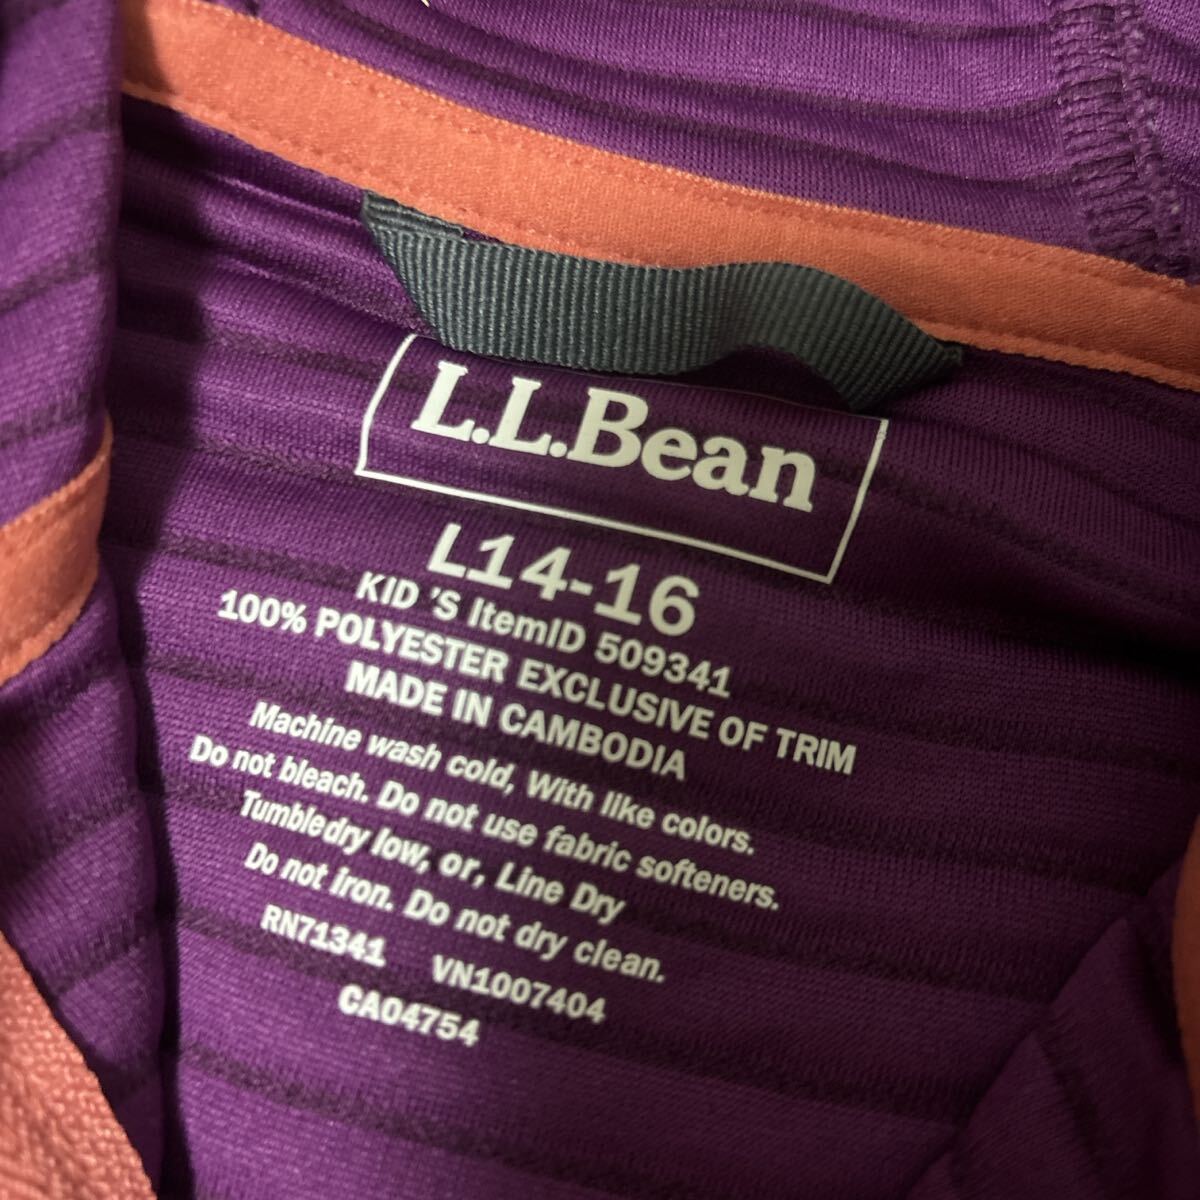 L.L.Bean
L14-16
KID 'S ItemID 509341
100% POLYESTER EXCLUSIVE OF TRIM
MADE IN CAMBODIA
Machine wash cold, With like colors.
Do not bleach. Do not use fabric softeners.
Tumbledry low, or, Line Dry
Do not iron. Do not dry clean.
RN71341 VN1007404
CA04754